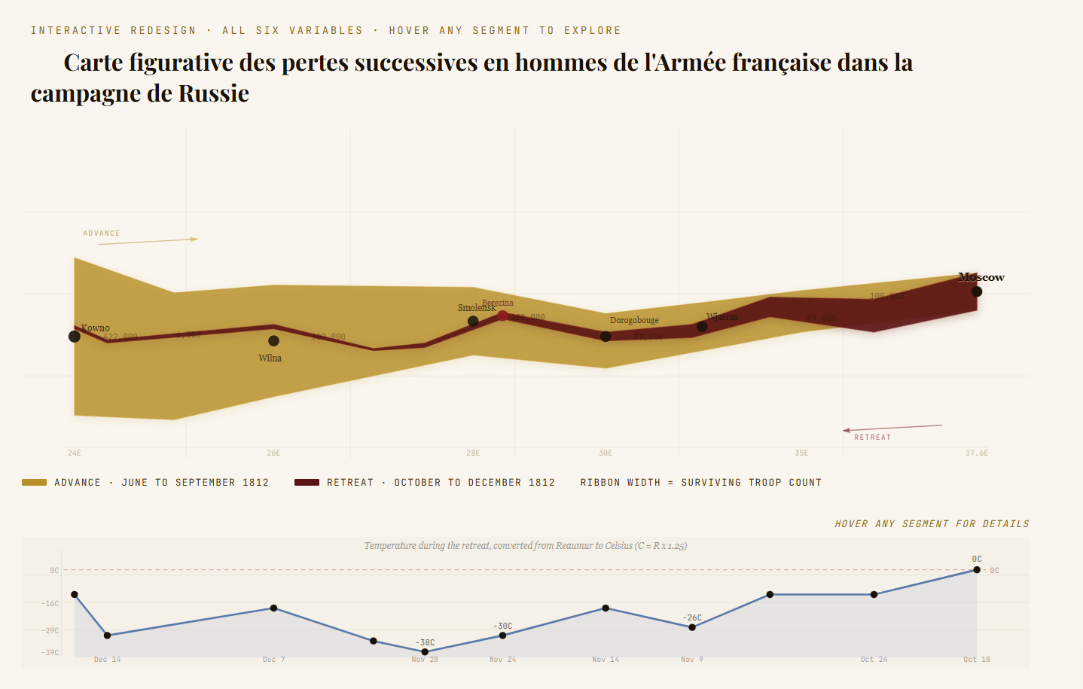 INTERACTIVE REDESIGN · ALL SIX VARIABLES · HOVER ANY SEGMENT TO EXPLORE
Carte figurative des pertes successives en hommes de l'Armée française dans la
campagne de Russie
ADVANCE
Moscow
Berezina
Smolensk
Dorogobouge
Kowno
Wilna
RETREAT
24E 26E 28E 30E 35E 37.6E
ADVANCE · JUNE TO SEPTEMBER 1812 RETREAT · OCTOBER TO DECEMBER 1812 RIBBON WIDTH = SURVIVING TROOP COUNT
HOVER ANY SEGMENT FOR DETAILS
Temperature during the retreat, converted from Reaumur to Celsius (C = R x 1.25)
0C
0C 0C
-16C
-26C
-29C -30C
-38C
-39C
Dec 14 Dec 7 Nov 28 Nov 24 Nov 14 Nov 9 Oct 24 Oct 18